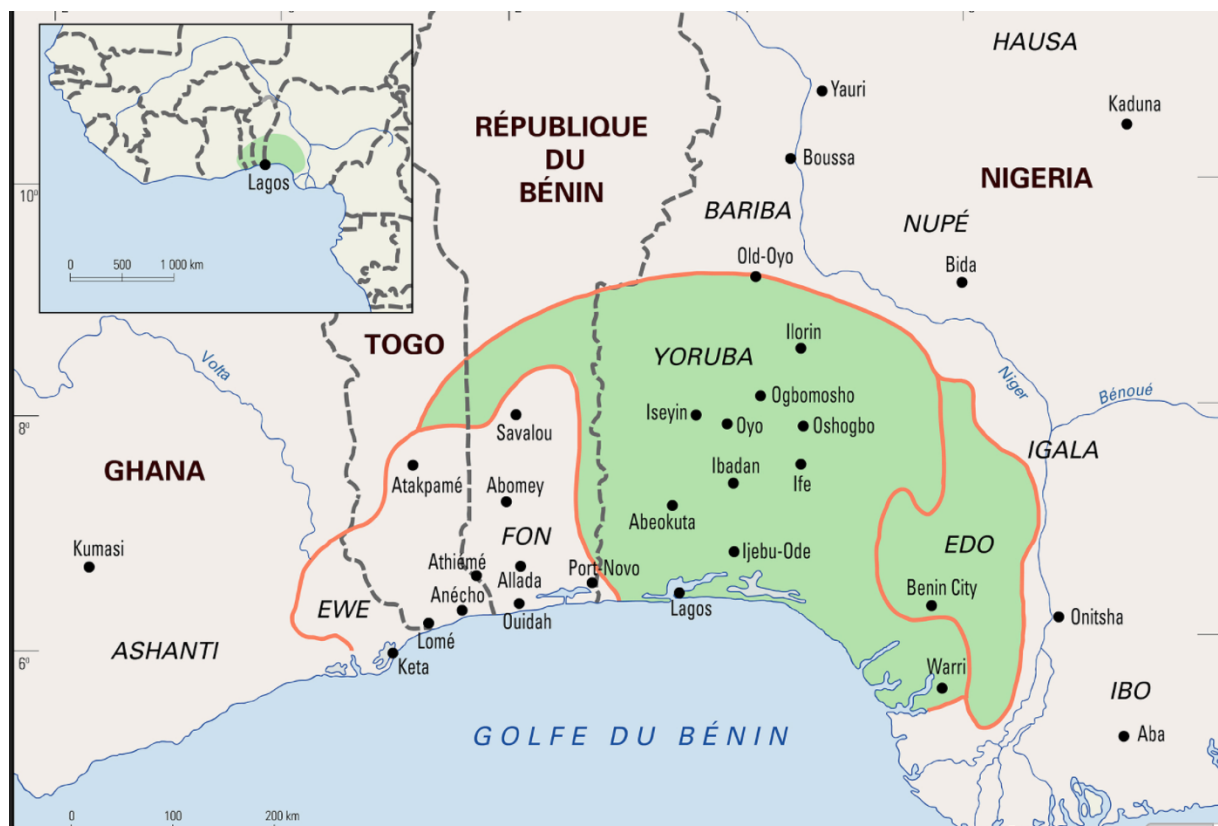 HAUSA
Yauri
Kaduna
RÉPUBLIQUE
DU
BÉNIN
Boussa
NIGERIA
Lagos
10°
BARIBA
NUPÉ
0 500 1 000 km
Old-Oyo
Bida
TOGO
Ilorin
YORUBA
Volta
Niger
Bénoué
Ogbomosho
8°
Savalou
Iseyin
Oyo
Oshogbo
IGALA
GHANA
Atakpamé
Abomey
Ibadan
Ife
Abeokuta
FON
EDO
Kumasi
Ijebu-Ode
Athiémé
Allada
Port-Novo
Anécho
Benin City
EWE
Ouidah
Lagos
Onitsha
Lomé
ASHANTI
6°
Keta
Warri
IBO
GOLFE DU BÉNIN
Aba
0 100 200 km